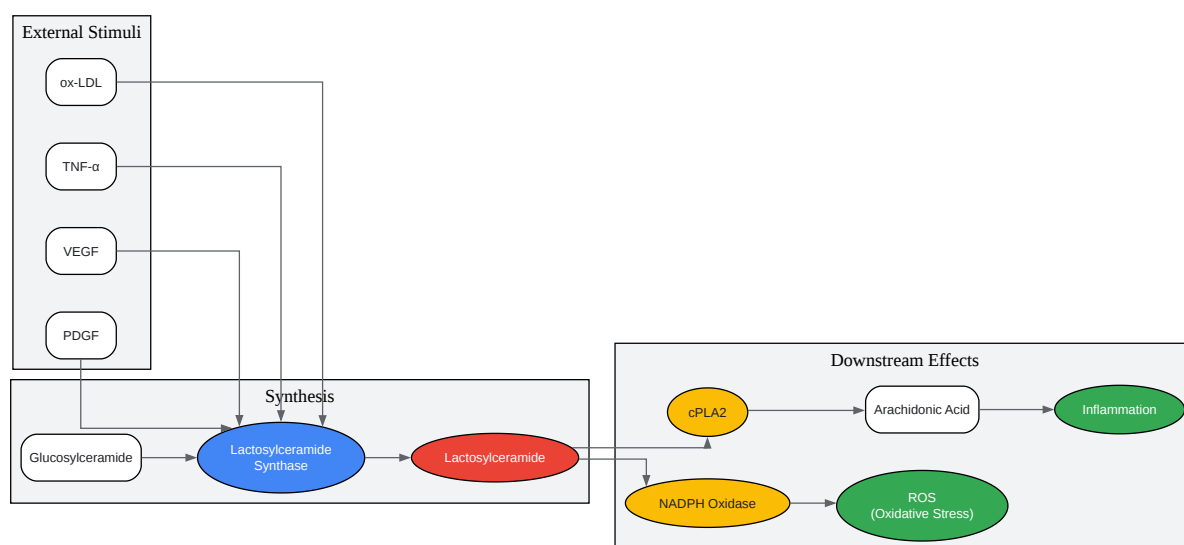 External Stimuli
ox-LDL
TNF-α
VEGF
PDGF
Synthesis
Glucosylceramide
Lactosylceramide
Synthase
Lactosylceramide
Downstream Effects
cPLA2
Arachidonic Acid
Inflammation
NADPH Oxidase
ROS
(Oxidative Stress)